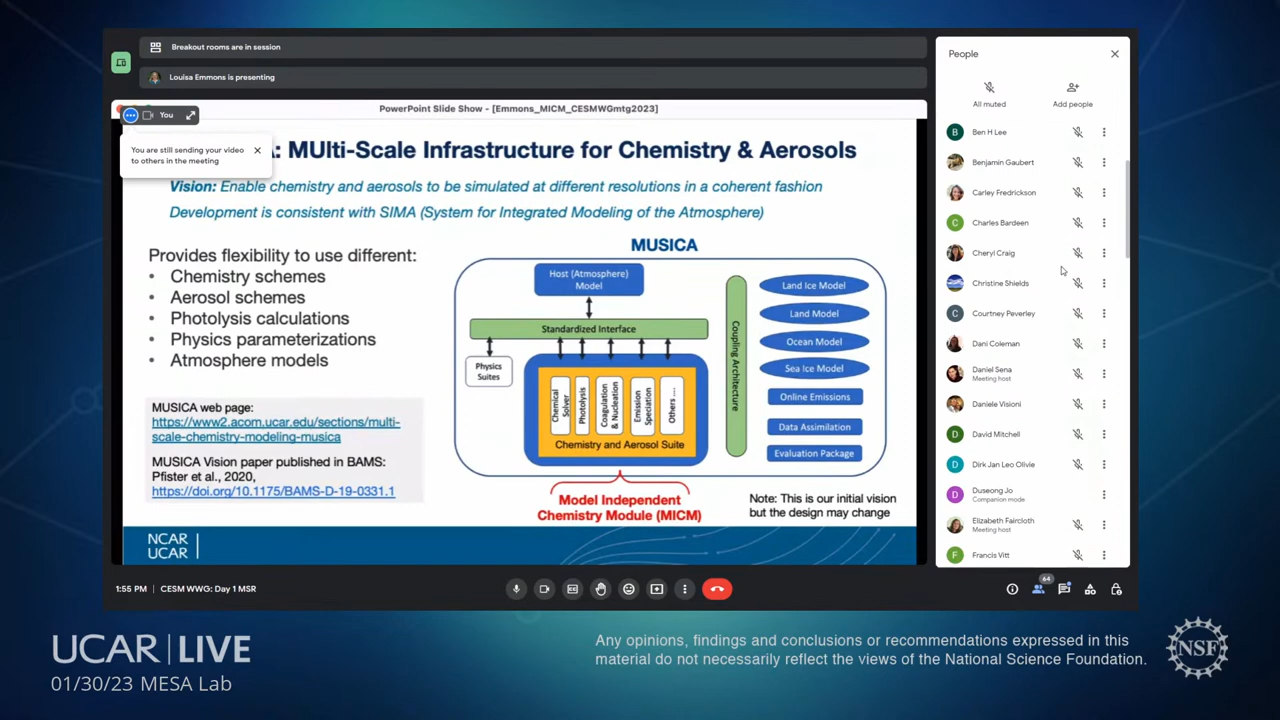 Breakout rooms are in session
Louisa Emmons is presenting
PowerPoint Slide Show - [Emmons_MICM_CESMWGmtg2023]
You
You are still sending your video
to others in the meeting
A: MUlti-Scale Infrastructure for Chemistry & Aerosols
Vision: Enable chemistry and aerosols to be simulated at different resolutions in a coherent fashion
Development is consistent with SIMA (System for Integrated Modeling of the Atmosphere)
Provides flexibility to use different:
• Chemistry schemes
• Aerosol schemes
• Photolysis calculations
• Physics parameterizations
• Atmosphere models
MUSICA web page:
https://www2.acom.ucar.edu/sections/multi-
scale-chemistry-modeling-musica
MUSICA Vision paper published in BAMS:
Pfister et al., 2020,
https://doi.org/10.1175/BAMS-D-19-0331.1
MUSICA
Host (Atmosphere)
Model
Standardized Interface
Physics
Suites
Chemical
Solver
Photolysis
Coagulation
& Nucleation
Emission
Speciation
Others ....
Chemistry and Aerosol Suite
Coupling Architecture
Land Ice Model
Land Model
Ocean Model
Sea Ice Model
Online Emissions
Data Assimilation
Evaluation Package
Model Independent
Chemistry Module (MICM)
Note: This is our initial vision
but the design may change
NCAR
UCAR
1:55 PM | CESM WWG: Day 1 MSR
People
All muted
Add people
B Ben H Lee
Benjamin Gaubert
Carley Fredrickson
C Charles Bardeen
Cheryl Craig
Christine Shields
C Courtney Peverley
Dani Coleman
Daniel Sena
Meeting host
Daniele Visioni
D David Mitchell
D Dirk Jan Leo Olivie
D Duseong Jo
Companion mode
Elizabeth Faircloth
Meeting host
F Francis Vitt
64
UCAR | LIVE
01/30/23 MESA Lab
Any opinions, findings and conclusions or recommendations expressed in this
material do not necessarily reflect the views of the National Science Foundation.
NSF